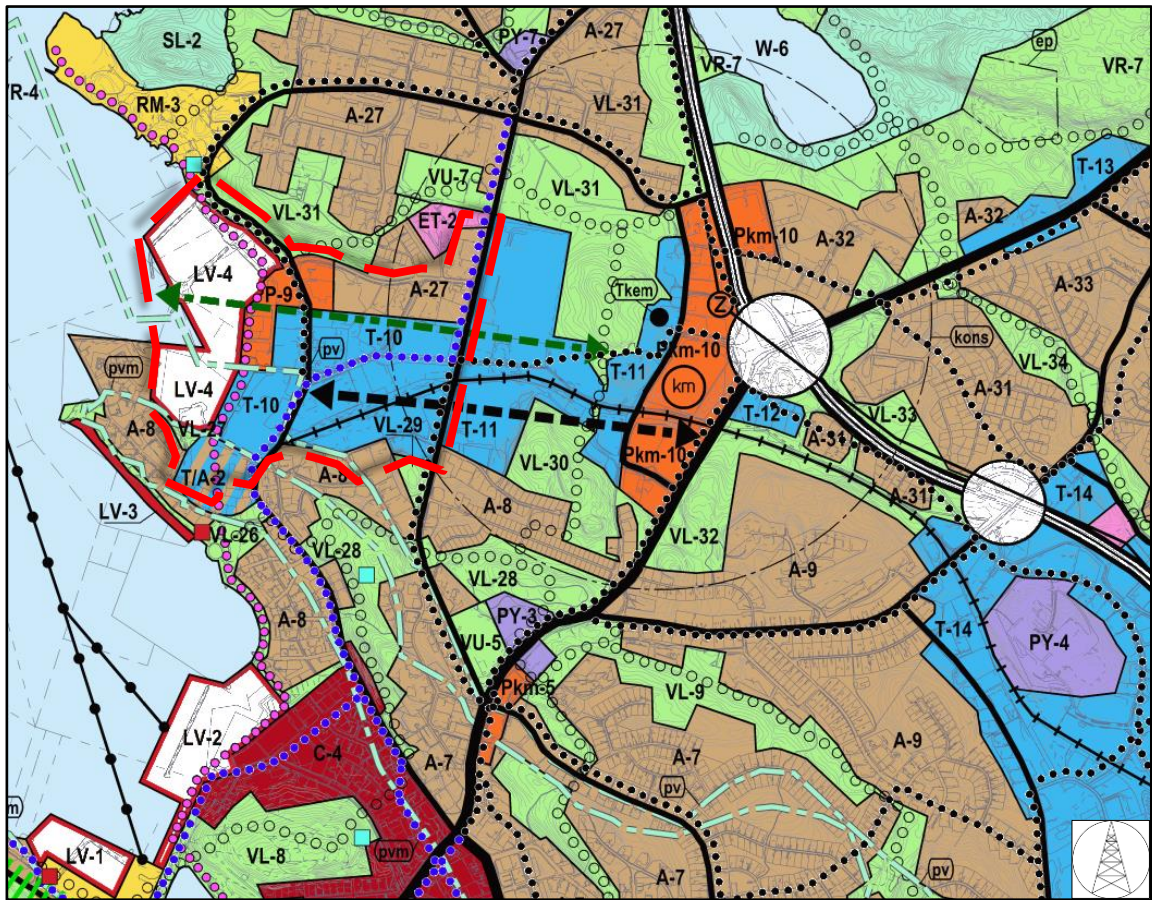 SL-2
PY-7
A-27
W-6
ep
VR-7
VR-7
VR-4
RM-3
A-27
VL-31
VU-7
VL-31
T-13
VL-31
ET-2
Pkm-10
A-32
A-32
LV-4
P-9
A-27
Tkem
A-33
Z
pv
T-10
Pkm-10
kons
pvm
LV-4
T-10
T-11
km
VL-34
A-31
VL-27
VL-29
T-11
T-12
VL-33
A-8
A-31
VL-30
Pkm-10
T/A-2
A-8
A-31
T-14
LV-3
VL-26
A-8
VL-28
VL-32
A-9
VL-28
A-8
PY-3
T-14
PY-4
VU-5
Pkm-5
VL-9
LV-2
C-4
A-7
A-7
A-9
pv
m
LV-1
VL-8
pvm
A-7
pv